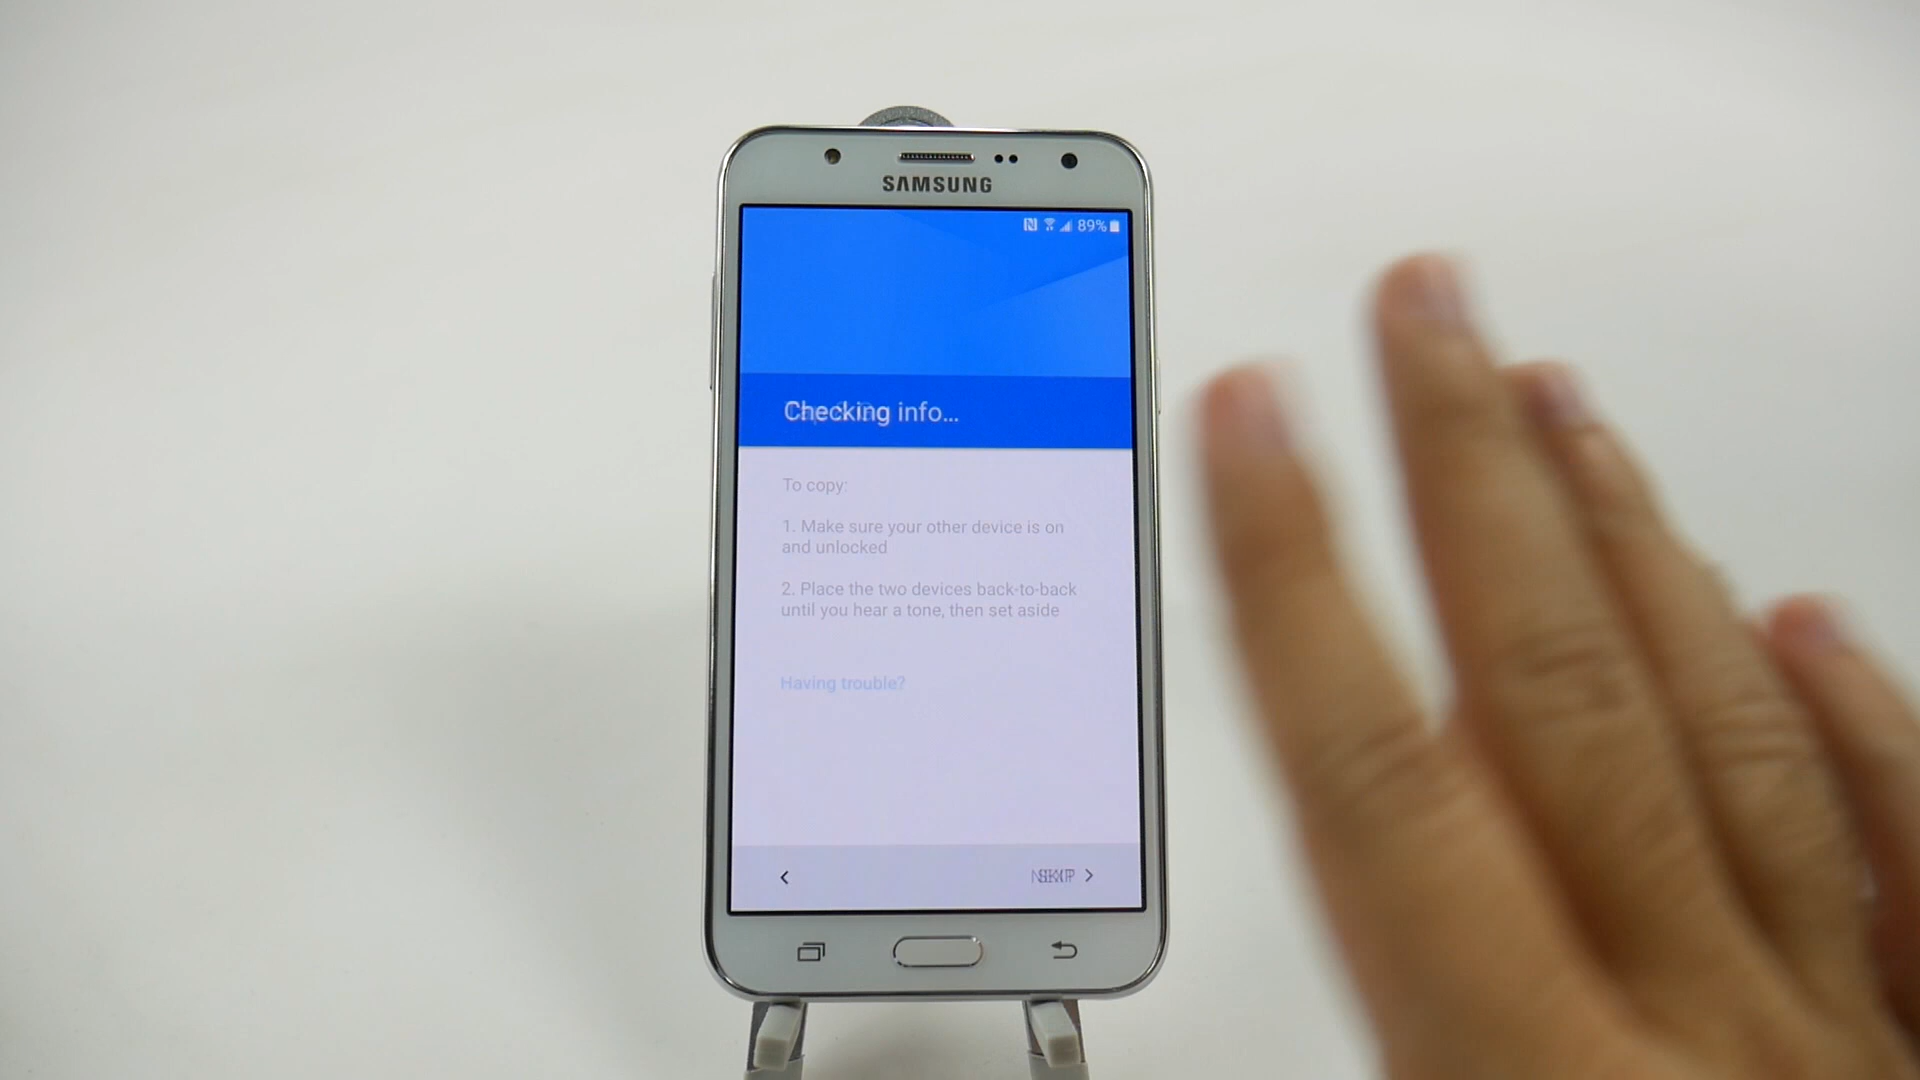 SAMSUNG
89%
Checking info...
To copy:
1. Make sure your other device is on
and unlocked
2. Place the two devices back-to-back
until you hear a tone, then set aside
Having trouble?